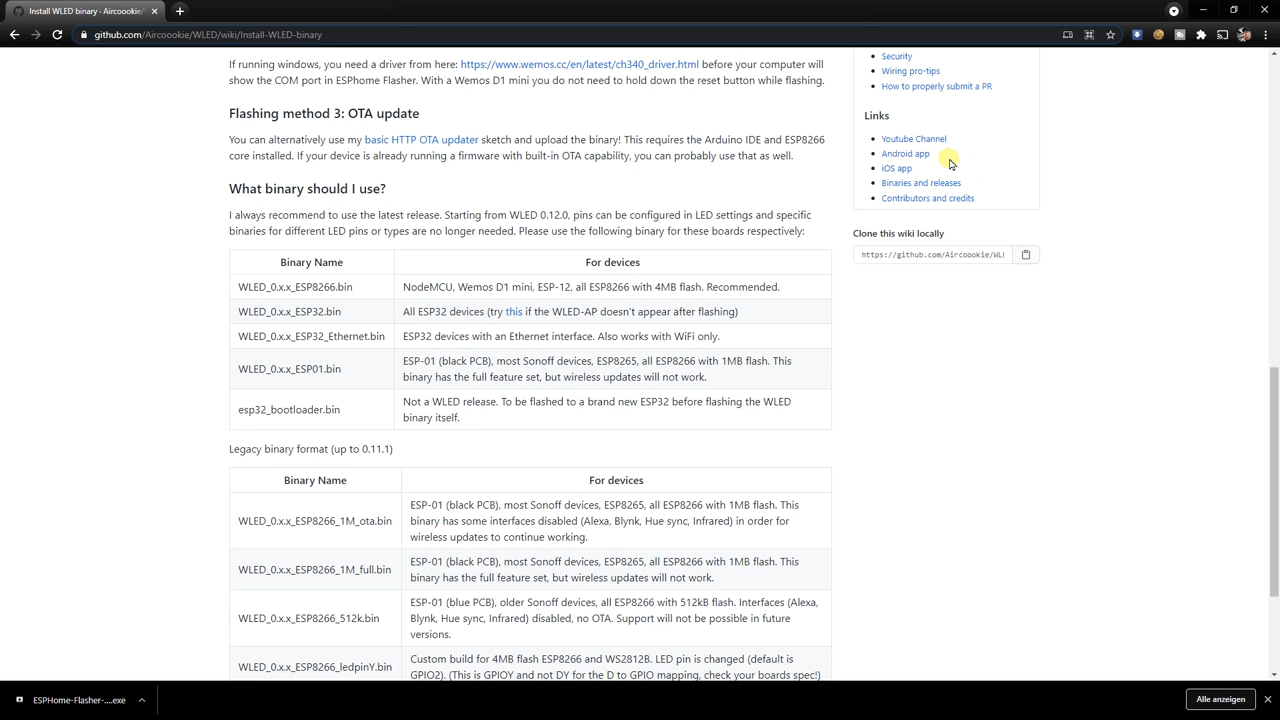 Install WLED binary · Aircoookie/
github.com/Aircoookie/WLED/wiki/Install-WLED-binary
If running windows, you need a driver from here: https://www.wemos.cc/en/latest/ch340_driver.html before your computer will
show the COM port in ESPhome Flasher. With a Wemos D1 mini you do not need to hold down the reset button while flashing.
Flashing method 3: OTA update
You can alternatively use my basic HTTP OTA updater sketch and upload the binary! This requires the Arduino IDE and ESP8266
core installed. If your device is already running a firmware with built-in OTA capability, you can probably use that as well.
What binary should I use?
I always recommend to use the latest release. Starting from WLED 0.12.0, pins can be configured in LED settings and specific
binaries for different LED pins or types are no longer needed. Please use the following binary for these boards respectively:
Binary Name For devices
WLED_0.x.x_ESP8266.bin NodeMCU, Wemos D1 mini, ESP-12, all ESP8266 with 4MB flash. Recommended.
WLED_0.x.x_ESP32.bin All ESP32 devices (try this if the WLED-AP doesn't appear after flashing)
WLED_0.x.x_ESP32_Ethernet.bin ESP32 devices with an Ethernet interface. Also works with WiFi only.
WLED_0.x.x_ESP01.bin ESP-01 (black PCB), most Sonoff devices, ESP8265, all ESP8266 with 1MB flash. This
binary has the full feature set, but wireless updates will not work.
esp32_bootloader.bin Not a WLED release. To be flashed to a brand new ESP32 before flashing the WLED
binary itself.
Legacy binary format (up to 0.11.1)
Binary Name For devices
WLED_0.x.x_ESP8266_1M_ota.bin ESP-01 (black PCB), most Sonoff devices, ESP8265, all ESP8266 with 1MB flash. This
binary has some interfaces disabled (Alexa, Blynk, Hue sync, Infrared) in order for
wireless updates to continue working.
WLED_0.x.x_ESP8266_1M_full.bin ESP-01 (black PCB), most Sonoff devices, ESP8265, all ESP8266 with 1MB flash. This
binary has the full feature set, but wireless updates will not work.
WLED_0.x.x_ESP8266_512k.bin ESP-01 (blue PCB), older Sonoff devices, all ESP8266 with 512kB flash. Interfaces (Alexa,
Blynk, Hue sync, Infrared) disabled, no OTA. Support will not be possible in future
versions.
WLED_0.x.x_ESP8266_ledpinY.bin Custom build for 4MB flash ESP8266 and WS2812B. LED pin is changed (default is
GPIO2). (This is GPIOY and not DY for the D to GPIO mapping, check your boards spec!)
Security
Wiring pro-tips
How to properly submit a PR
Links
Youtube Channel
Android app
iOS app
Binaries and releases
Contributors and credits
Clone this wiki locally
https://github.com/Aircoookie/WLI
ESPHome-Flasher-....exe
Alle anzeigen